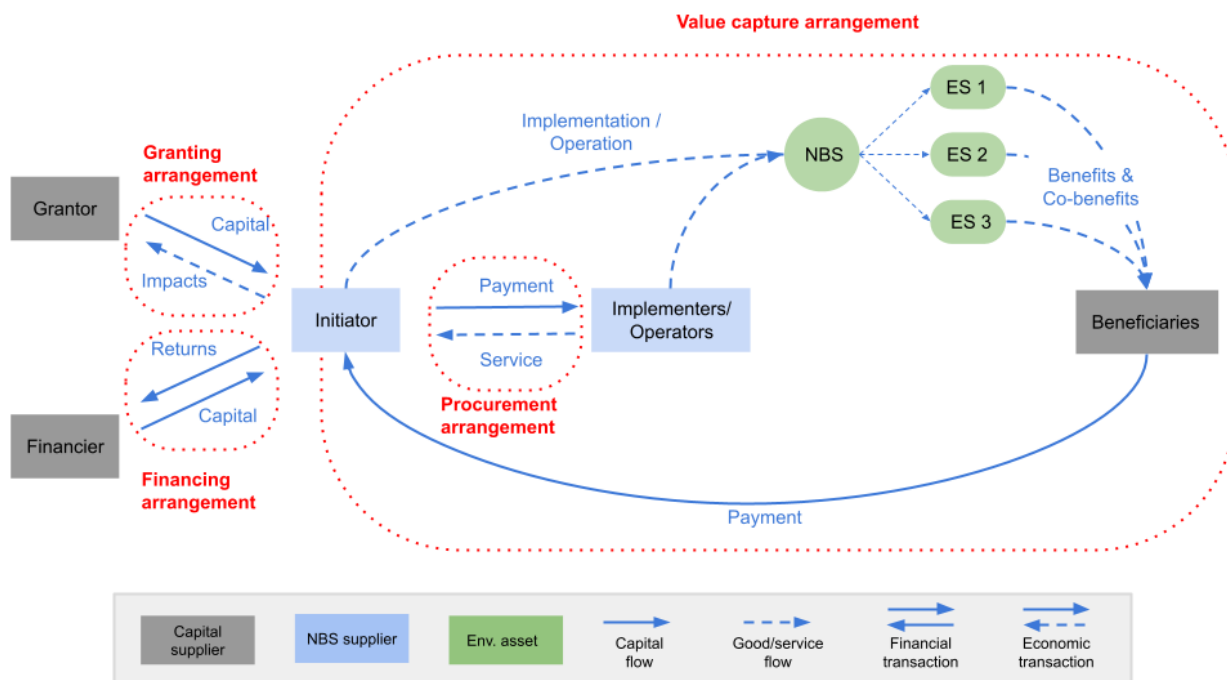 Value capture arrangement
ES 1
Implementation /
Operation
NBS
ES 2
Granting
arrangement
Benefits &
Co-benefits
Grantor
Capital
ES 3
Impacts
Payment
Initiator
Implementers/
Operators
Beneficiaries
Returns
Service
Capital
Procurement
arrangement
Financier
Financing
arrangement
Payment
Capital
supplier
NBS supplier
Env. asset
Capital
flow
Good/service
flow
Financial
transaction
Economic
transaction